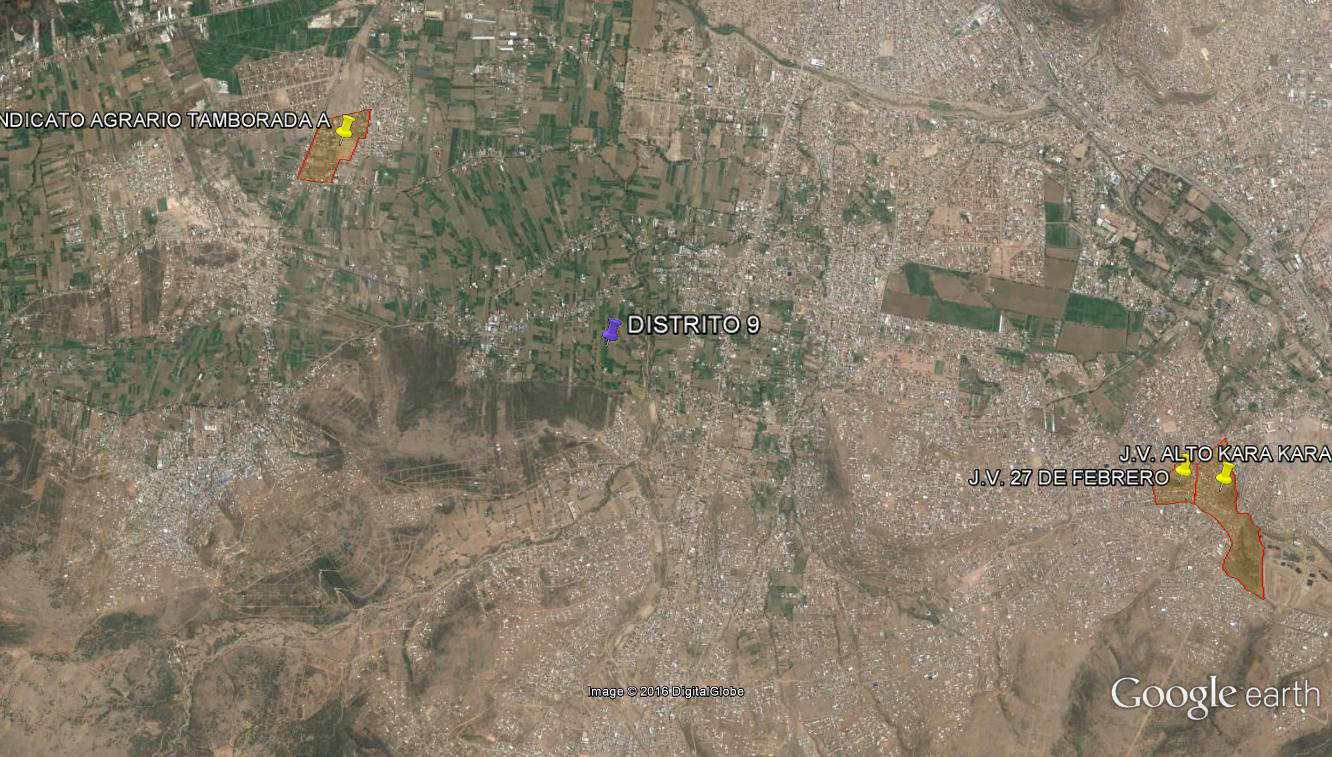 NDICATO AGRARIO TAMBORADA A
DISTRITO 9
J.V. ALTO KARA KARA
J.V. 27 DE FEBRERO
Image © 2016 DigitalGlobe
Google earth